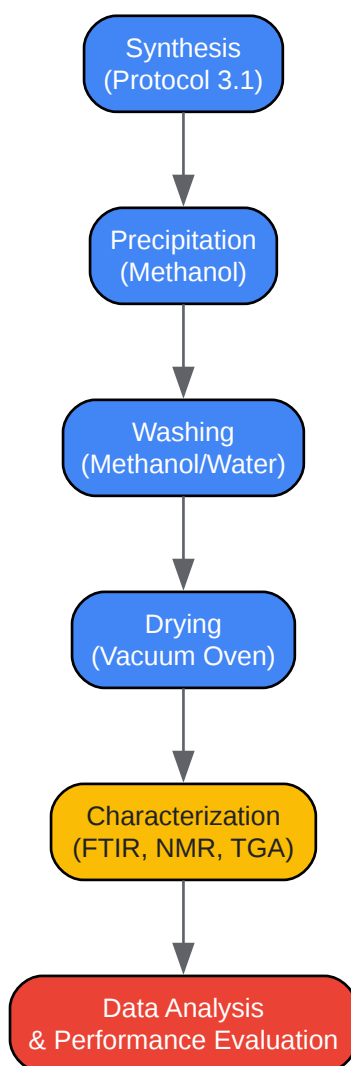 Synthesis
(Protocol 3.1)
Precipitation
(Methanol)
Washing
(Methanol/Water)
Drying
(Vacuum Oven)
Characterization
(FTIR, NMR, TGA)
Data Analysis
& Performance Evaluation